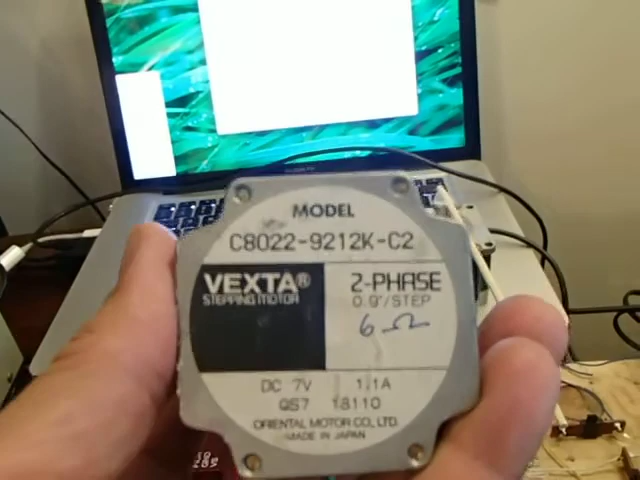 MODEL
C8022-9212K-C2
VEXTA®
STEPPING MOTOR
2-PHASE
0.9°/STEP
6 Ω
DC 7V 1.1A
QS7 18110
ORIENTAL MOTOR CO., LTD.
MADE IN JAPAN